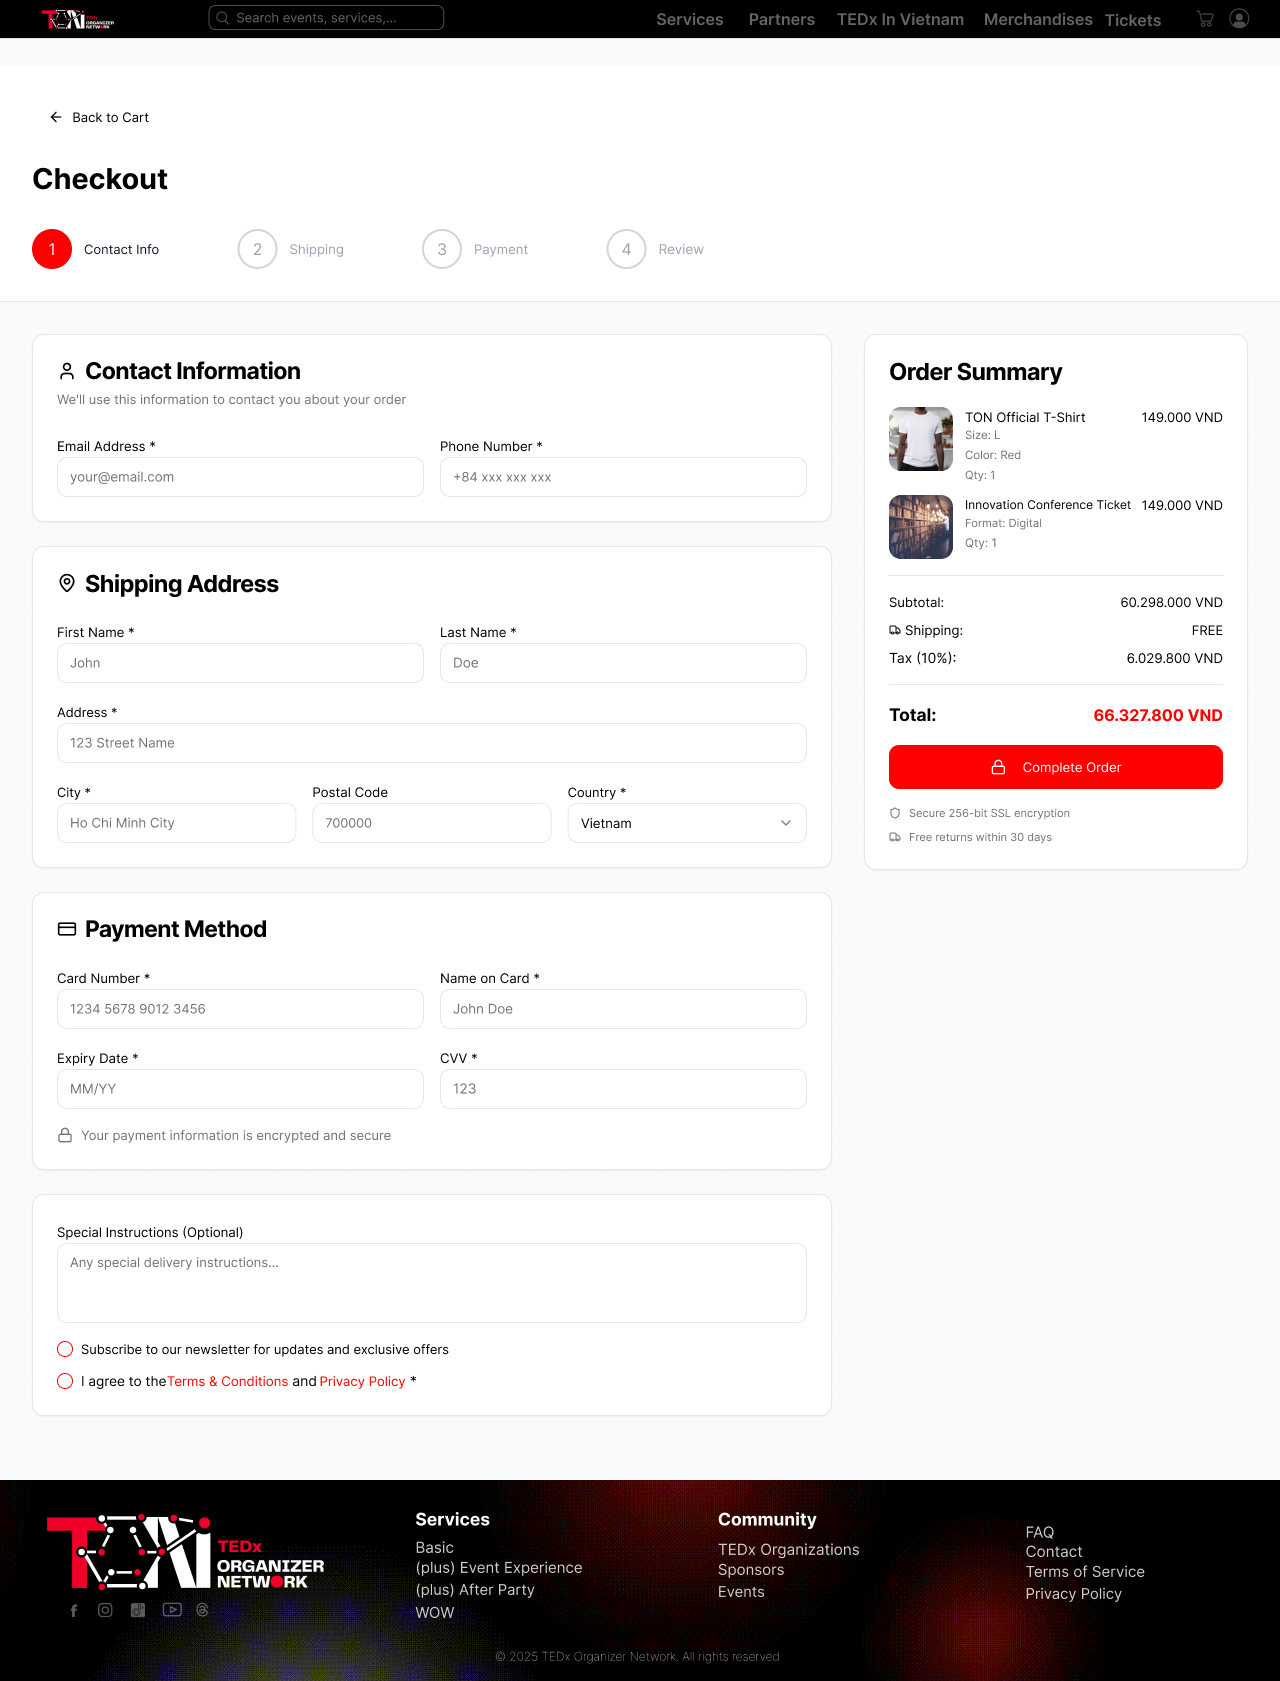 TON TEDx ORGANIZER NETWORK
Search events, services,...
Services
Partners
TEDx In Vietnam
Merchandises
Tickets
Back to Cart
Checkout
1 Contact Info
2 Shipping
3 Payment
4 Review
Contact Information
We'll use this information to contact you about your order
Email Address *
Phone Number *
your@email.com
+84 xxx xxx xxx
Shipping Address
First Name *
Last Name *
John
Doe
Address *
123 Street Name
City *
Postal Code
Country *
Ho Chi Minh City
700000
Vietnam
Payment Method
Card Number *
Name on Card *
1234 5678 9012 3456
John Doe
Expiry Date *
CVV *
MM/YY
123
Your payment information is encrypted and secure
Special Instructions (Optional)
Any special delivery instructions...
Subscribe to our newsletter for updates and exclusive offers
I agree to the Terms & Conditions and Privacy Policy *
Order Summary
TON Official T-Shirt 149.000 VND
Size: L
Color: Red
Qty: 1
Innovation Conference Ticket 149.000 VND
Format: Digital
Qty: 1
Subtotal: 60.298.000 VND
Shipping: FREE
Tax (10%): 6.029.800 VND
Total: 66.327.800 VND
Complete Order
Secure 256-bit SSL encryption
Free returns within 30 days
TON TEDx
ORGANIZER
NETWORK
Services
Basic
(plus) Event Experience
(plus) After Party
WOW
Community
TEDx Organizations
Sponsors
Events
FAQ
Contact
Terms of Service
Privacy Policy
© 2025 TEDx Organizer Network. All rights reserved